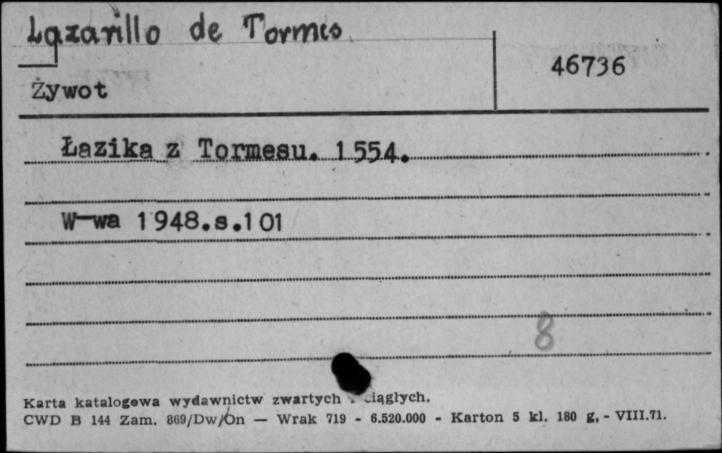 Lazarillo de Tormes
46736
Żywot
Łazika z Tormesu. 1554.
W-wa 1948.s.101
8
Karta katalogowa wydawnictw zwartych i ciągłych.
CWD B 144 Zam. 869/Dw/On — Wrak 719 - 6.520.000 - Karton 5 kl. 180 g, - VIII.71.